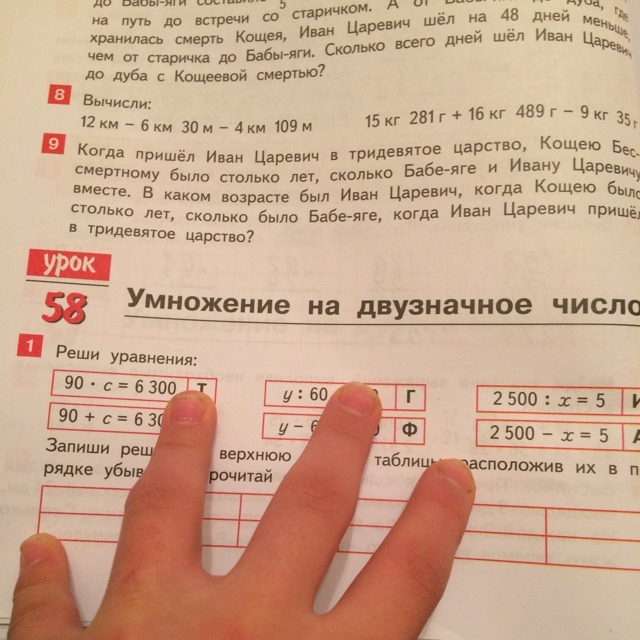 до Бабы-яги составило 5
на путь до встречи со старичком. А от до дуба, где
хранилась смерть Кощея, Иван Царевич шёл на 48 дней меньше,
чем от старичка до Бабы-яги. Сколько всего дней шёл Иван Царевич
до дуба с Кощеевой смертью?
8 Вычисли:
12 км – 6 км 30 м – 4 км 109 м 15 кг 281 г + 16 кг 489 г – 9 кг 35 г
9 Когда пришёл Иван Царевич в тридевятое царство, Кощею Бес-
смертному было столько лет, сколько Бабе-яге и Ивану Царевичу
вместе. В каком возрасте был Иван Царевич, когда Кощею было
столько лет, сколько было Бабе-яге, когда Иван Царевич пришёл
в тридевятое царство?
урок
58 Умножение на двузначное число
1 Реши уравнения:
90 · c = 6 300 Т y : 60 Г 2 500 : x = 5
90 + c = 6 30 y – 6 Ф 2 500 – x = 5
Запиши верхнюю таблицы, расположив их в
рядке